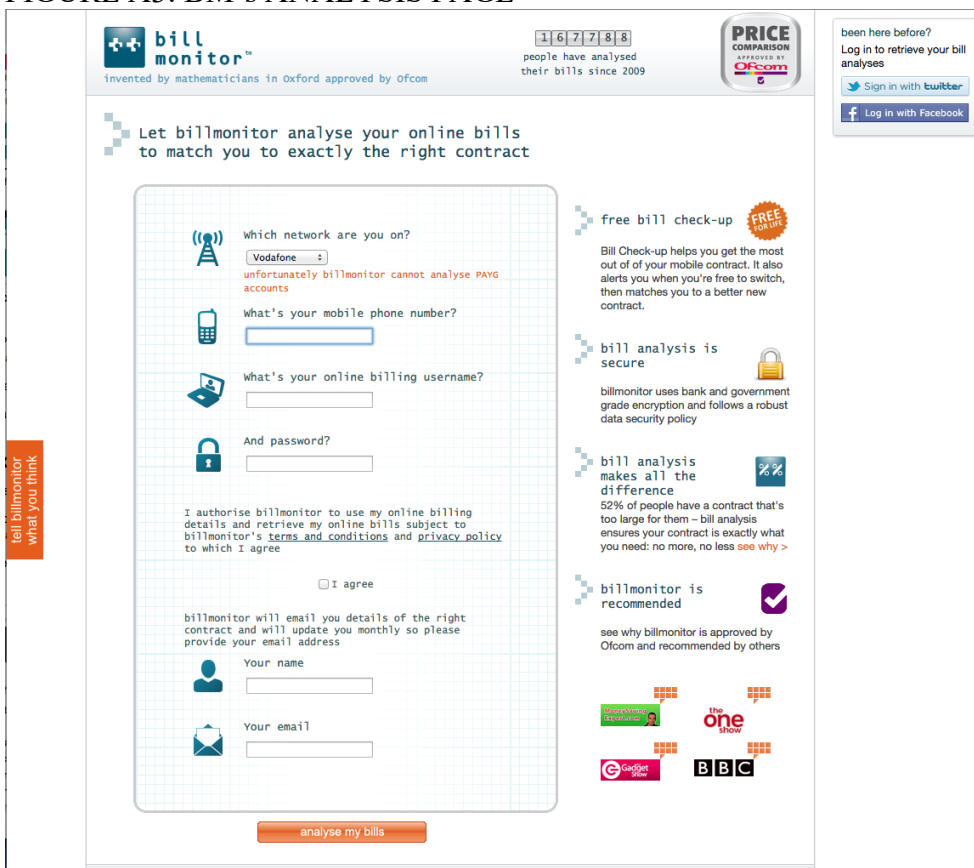 FIGURE A3: BM'S ANALYSIS PAGE
bill
monitor™
invented by mathematicians in Oxford approved by Ofcom
167788
people have analysed
their bills since 2009
PRICE
COMPARISON
APPROVED BY
Ofcom
been here before?
Log in to retrieve your bill
analyses
Sign in with twitter
Log in with Facebook
Let billmonitor analyse your online bills
to match you to exactly the right contract
Which network are you on?
Vodafone
unfortunately billmonitor cannot analyse PAYG
accounts
What's your mobile phone number?
What's your online billing username?
And password?
I authorise billmonitor to use my online billing
details and retrieve my online bills subject to
billmonitor's terms and conditions and privacy policy
to which I agree
I agree
billmonitor will email you details of the right
contract and will update you monthly so please
provide your email address
Your name
Your email
analyse my bills
free bill check-up
FREE
FOR LIFE
Bill Check-up helps you get the most
out of of your mobile contract. It also
alerts you when you're free to switch,
then matches you to a better new
contract.
bill analysis is
secure
billmonitor uses bank and government
grade encryption and follows a robust
data security policy
bill analysis
makes all the
difference
%%
52% of people have a contract that's
too large for them – bill analysis
ensures your contract is exactly what
you need: no more, no less see why >
billmonitor is
recommended
see why billmonitor is approved by
Ofcom and recommended by others
MoneySaving
Expert.com
the
one
show
Gadget
Show
BBC
tell billmonitor
what you think